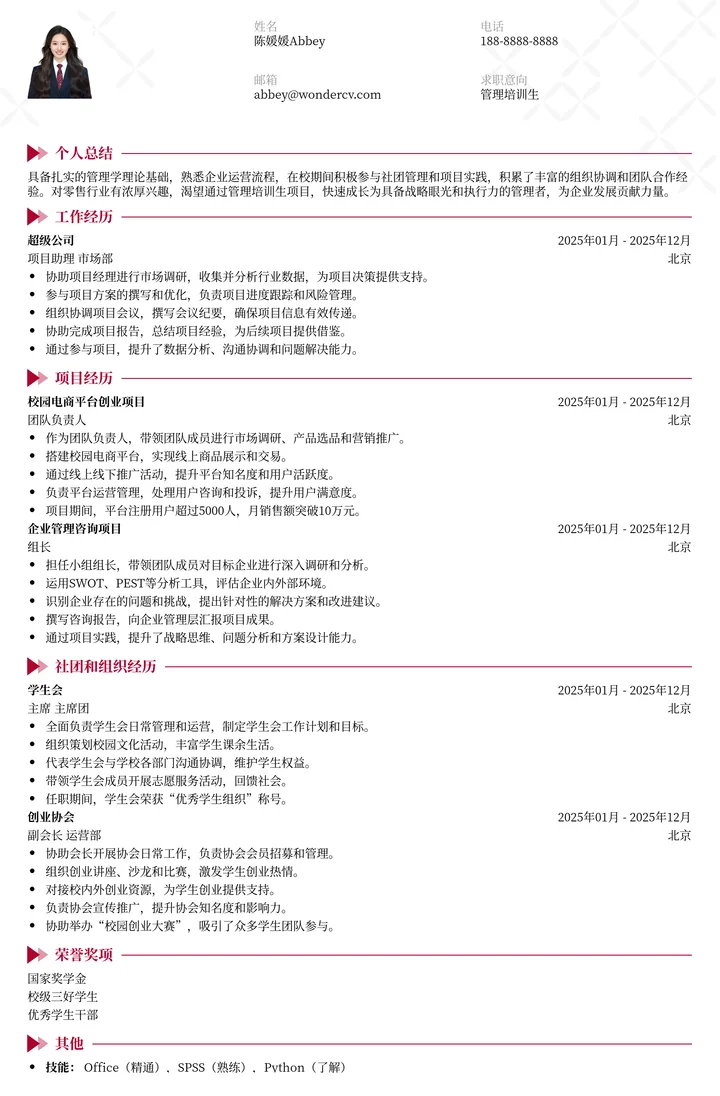 姓名
陈媛媛Abbey
电话
188-8888-8888
邮箱
abbey@wondercv.com
求职意向
管理培训生
个人总结
具备扎实的管理学理论基础，熟悉企业运营流程，在校期间积极参与社团管理和项目实践，积累了丰富的组织协调和团队合作经
验。对零售行业有浓厚兴趣，渴望通过管理培训生项目，快速成长为具备战略眼光和执行力的管理者，为企业发展贡献力量。
工作经历
超级公司 2025年01月 - 2025年12月
项目助理 市场部 北京
• 协助项目经理进行市场调研，收集并分析行业数据，为项目决策提供支持。
• 参与项目方案的撰写和优化，负责项目进度跟踪和风险管理。
• 组织协调项目会议，撰写会议纪要，确保项目信息有效传递。
• 协助完成项目报告，总结项目经验，为后续项目提供借鉴。
• 通过参与项目，提升了数据分析、沟通协调和问题解决能力。
项目经历
校园电商平台创业项目 2025年01月 - 2025年12月
团队负责人 北京
• 作为团队负责人，带领团队成员进行市场调研、产品选品和营销推广。
• 搭建校园电商平台，实现线上商品展示和交易。
• 通过线上线下推广活动，提升平台知名度和用户活跃度。
• 负责平台运营管理，处理用户咨询和投诉，提升用户满意度。
• 项目期间，平台注册用户超过5000人，月销售额突破10万元。
企业管理咨询项目 2025年01月 - 2025年12月
组长 北京
• 担任小组组长，带领团队成员对目标企业进行深入调研和分析。
• 运用SWOT、PEST等分析工具，评估企业内外部环境。
• 识别企业存在的问题和挑战，提出针对性的解决方案和改进建议。
• 撰写咨询报告，向企业管理层汇报项目成果。
• 通过项目实践，提升了战略思维、问题分析和方案设计能力。
社团和组织经历
学生会 2025年01月 - 2025年12月
主席 主席团 北京
• 全面负责学生会日常管理和运营，制定学生会工作计划和目标。
• 组织策划校园文化活动，丰富学生课余生活。
• 代表学生会与学校各部门沟通协调，维护学生权益。
• 带领学生会成员开展志愿服务活动，回馈社会。
• 任职期间，学生会荣获“优秀学生组织”称号。
创业协会 2025年01月 - 2025年12月
副会长 运营部 北京
• 协助会长开展协会日常工作，负责协会会员招募和管理。
• 组织创业讲座、沙龙和比赛，激发学生创业热情。
• 对接校内外创业资源，为学生创业提供支持。
• 负责协会宣传推广，提升协会知名度和影响力。
• 协助举办“校园创业大赛”，吸引了众多学生团队参与。
荣誉奖项
国家奖学金
校级三好学生
优秀学生干部
其他
• 技能： Office（精通）、SPSS（熟练）、Python（了解）